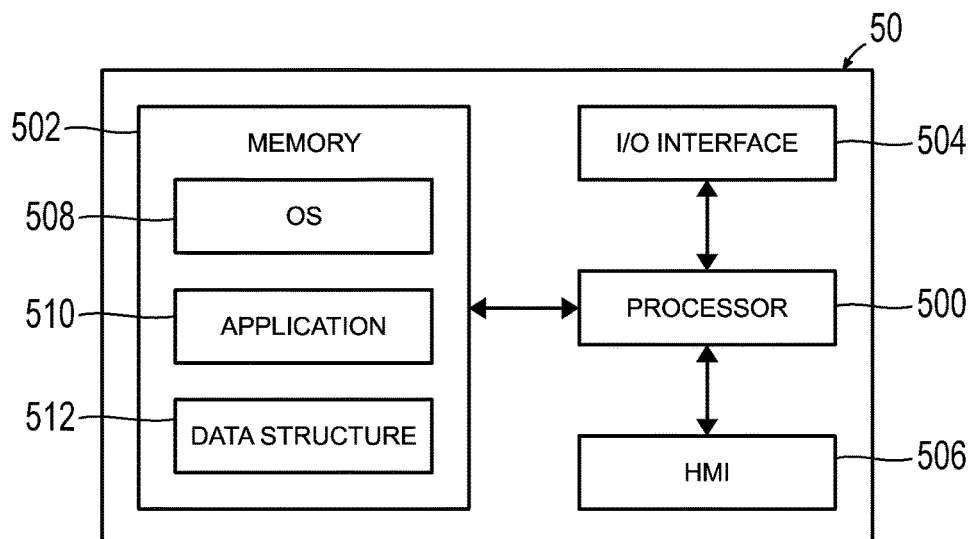 50
502
MEMORY
I/O INTERFACE
504
508
OS
510
APPLICATION
PROCESSOR
500
512
DATA STRUCTURE
HMI
506